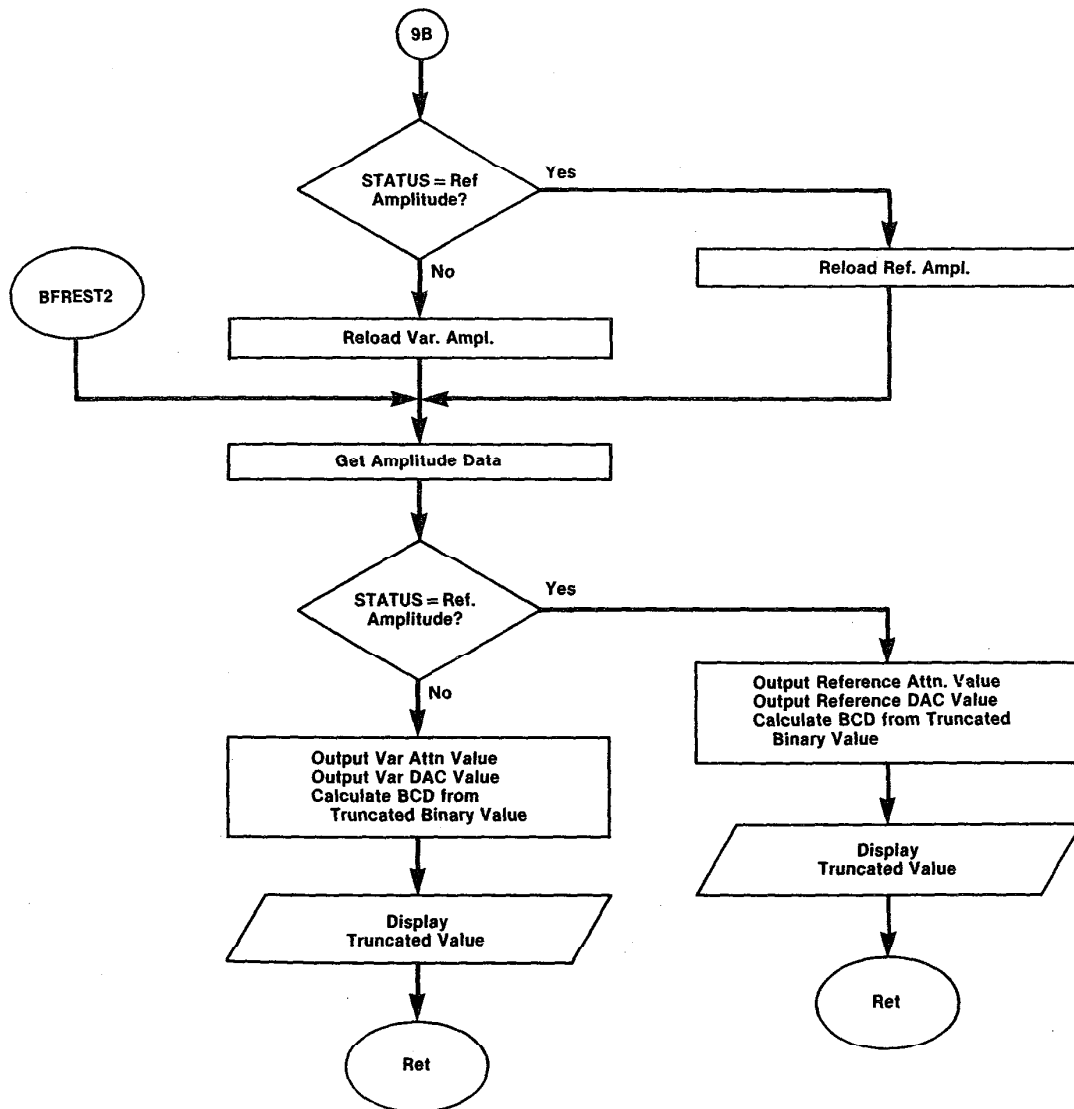 9B
STATUS = Ref
Amplitude?
Yes
No
Reload Ref. Ampl.
BFREST2
Reload Var. Ampl.
Get Amplitude Data
STATUS = Ref.
Amplitude?
Yes
No
Output Reference Attn. Value
Output Reference DAC Value
Calculate BCD from Truncated
Binary Value
Output Var Attn Value
Output Var DAC Value
Calculate BCD from
Truncated Binary Value
Display
Truncated Value
Display
Truncated Value
Ret
Ret